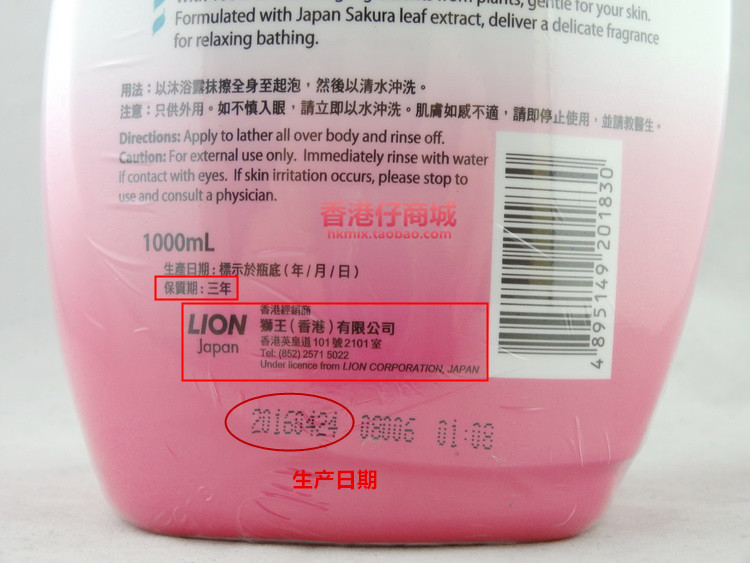 plants, gentle for your skin.
Formulated with Japan Sakura leaf extract, deliver a delicate fragrance
for relaxing bathing.
用法：以沐浴露抹擦全身至起泡，然後以清水沖洗。
注意：只供外用。如不慎入眼，請立即以水沖洗。肌膚如感不適，請即停止使用，並請教醫生。
Directions: Apply to lather all over body and rinse off.
Caution: For external use only. Immediately rinse with water
if contact with eyes. If skin irritation occurs, please stop to
use and consult a physician.
香港仔商城
hkmix.taobao.com
1000mL
生產日期：標示於瓶底（年/月/日）
保質期：三年
LION
Japan
香港經銷商
獅王（香港）有限公司
香港英皇道101號2101室
Tel: (852) 2571 5022
Under licence from LION CORPORATION, JAPAN
4 895149 201830
20160424 08006 01:08
生产日期